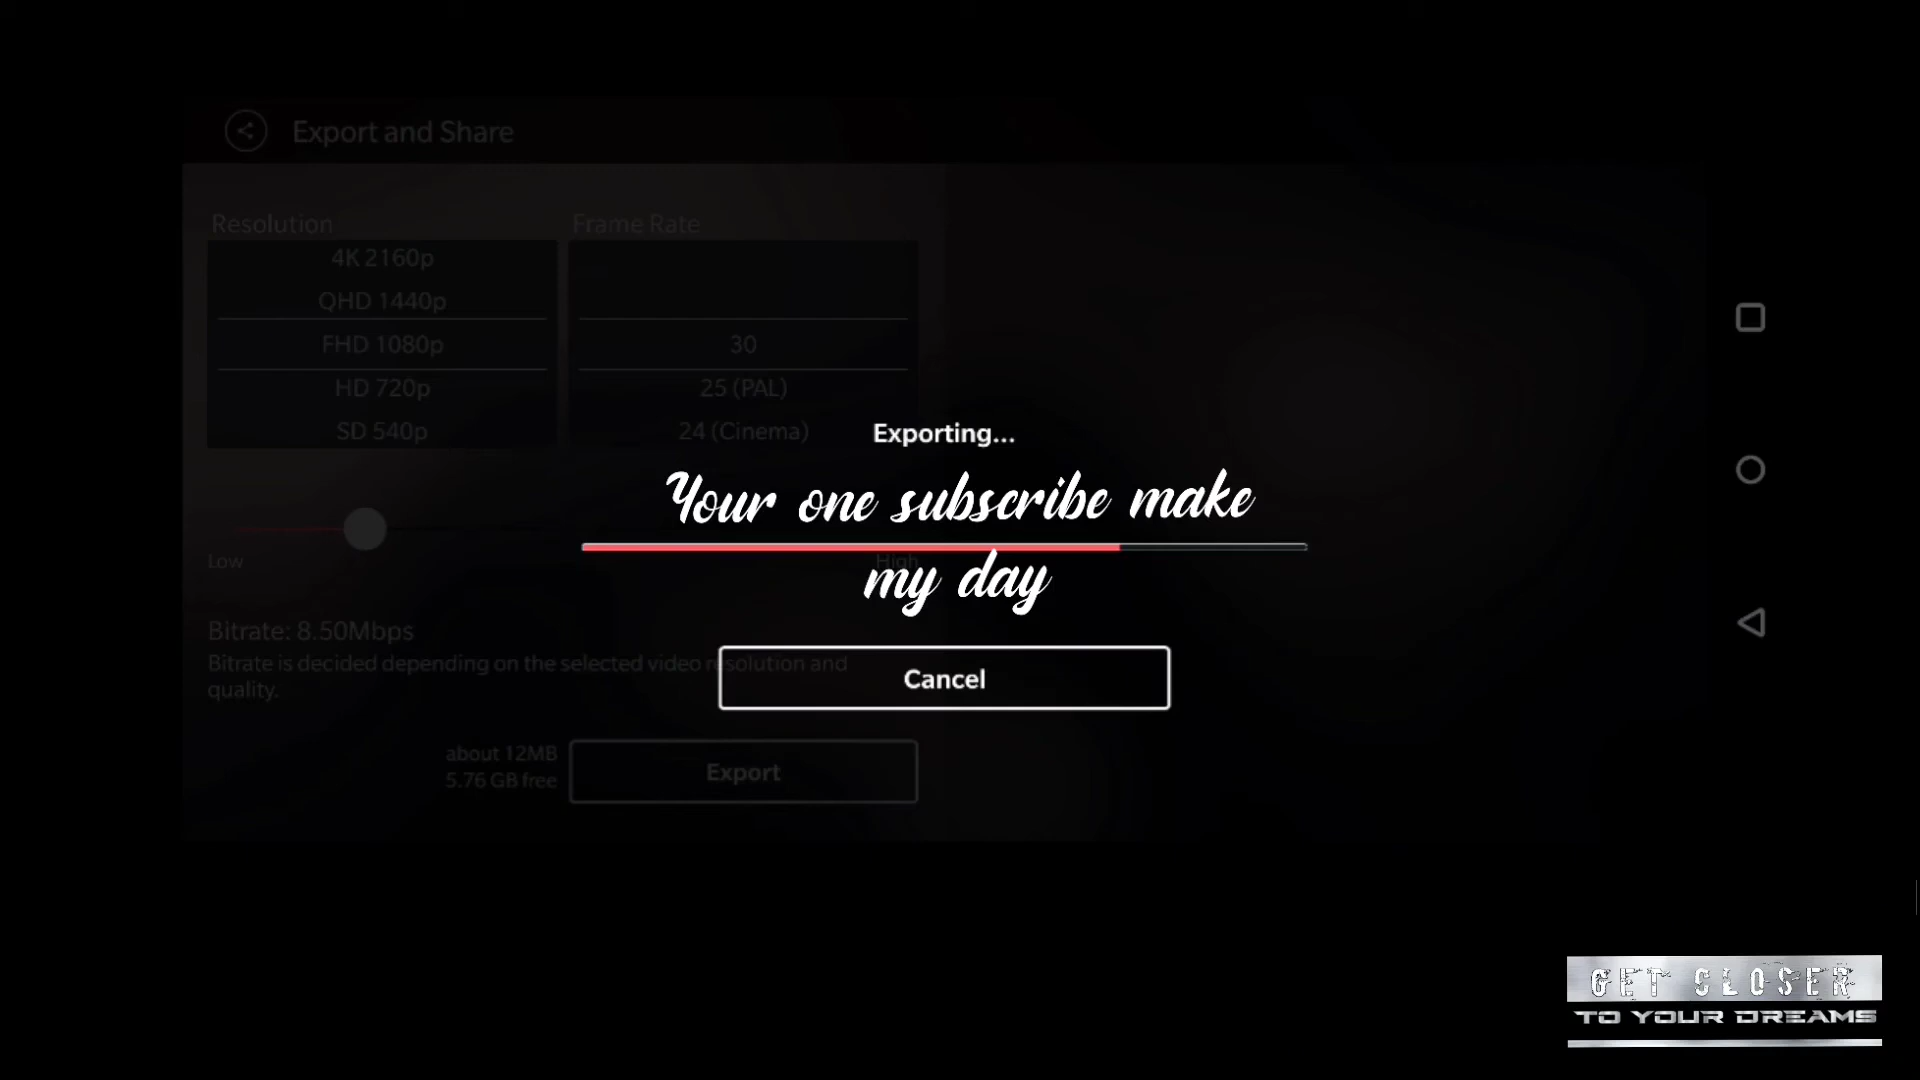 Export and Share
Resolution
Frame Rate
4K 2160p
QHD 1440p
FHD 1080p
30
HD 720p
25 (PAL)
SD 540p
24 (Cinema)
Exporting...
Your one subscribe make
Low
High
my day
Bitrate: 8.50Mbps
Bitrate is decided depending on the selected video resolution and
quality.
Cancel
about 12MB
5.76 GB free
Export
GET CLOSER
TO YOUR DREAMS